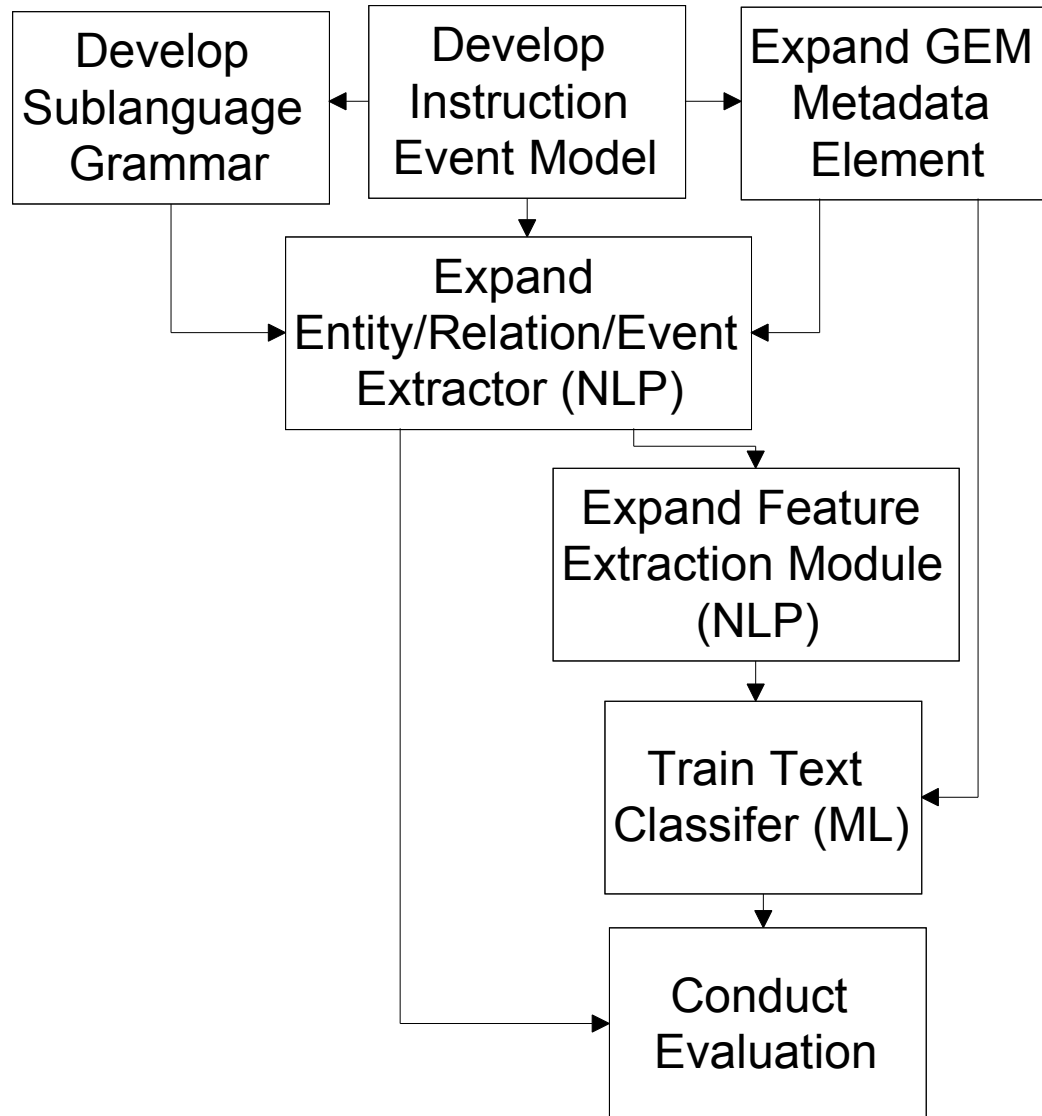 Develop
Sublanguage
Grammar
Develop
Instruction
Event Model
Expand GEM
Metadata
Element
Expand
Entity/Relation/Event
Extractor (NLP)
Expand Feature
Extraction Module
(NLP)
Train Text
Classifer (ML)
Conduct
Evaluation